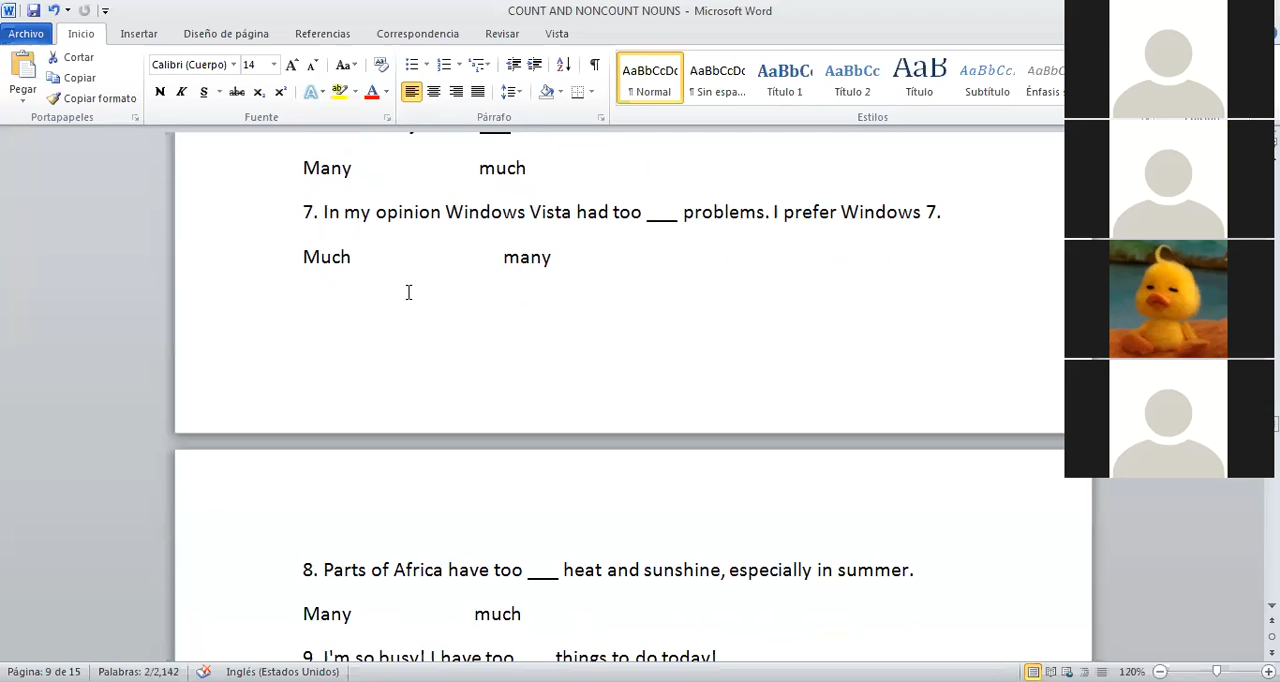 COUNT AND NONCOUNT NOUNS - Microsoft Word
Archivo Inicio Insertar Diseño de página Referencias Correspondencia Revisar Vista
Pegar Cortar Copiar Copiar formato
Calibri (Cuerpo) 14
N K S abc x₂ x²
AaBbCcDc AaBbCcDc AaBbC AaBbCc AaB AaBbCc. AaBbCc
¶ Normal ¶ Sin espa... Título 1 Título 2 Título Subtítulo Énfasis
Portapapeles Fuente Párrafo Estilos
Many much
7. In my opinion Windows Vista had too ___ problems. I prefer Windows 7.
Much many
8. Parts of Africa have too ___ heat and sunshine, especially in summer.
Many much
9. I'm so busy! I have too ___ things to do today!
Página: 9 de 15 Palabras: 2/2,142 Inglés (Estados Unidos) 120%